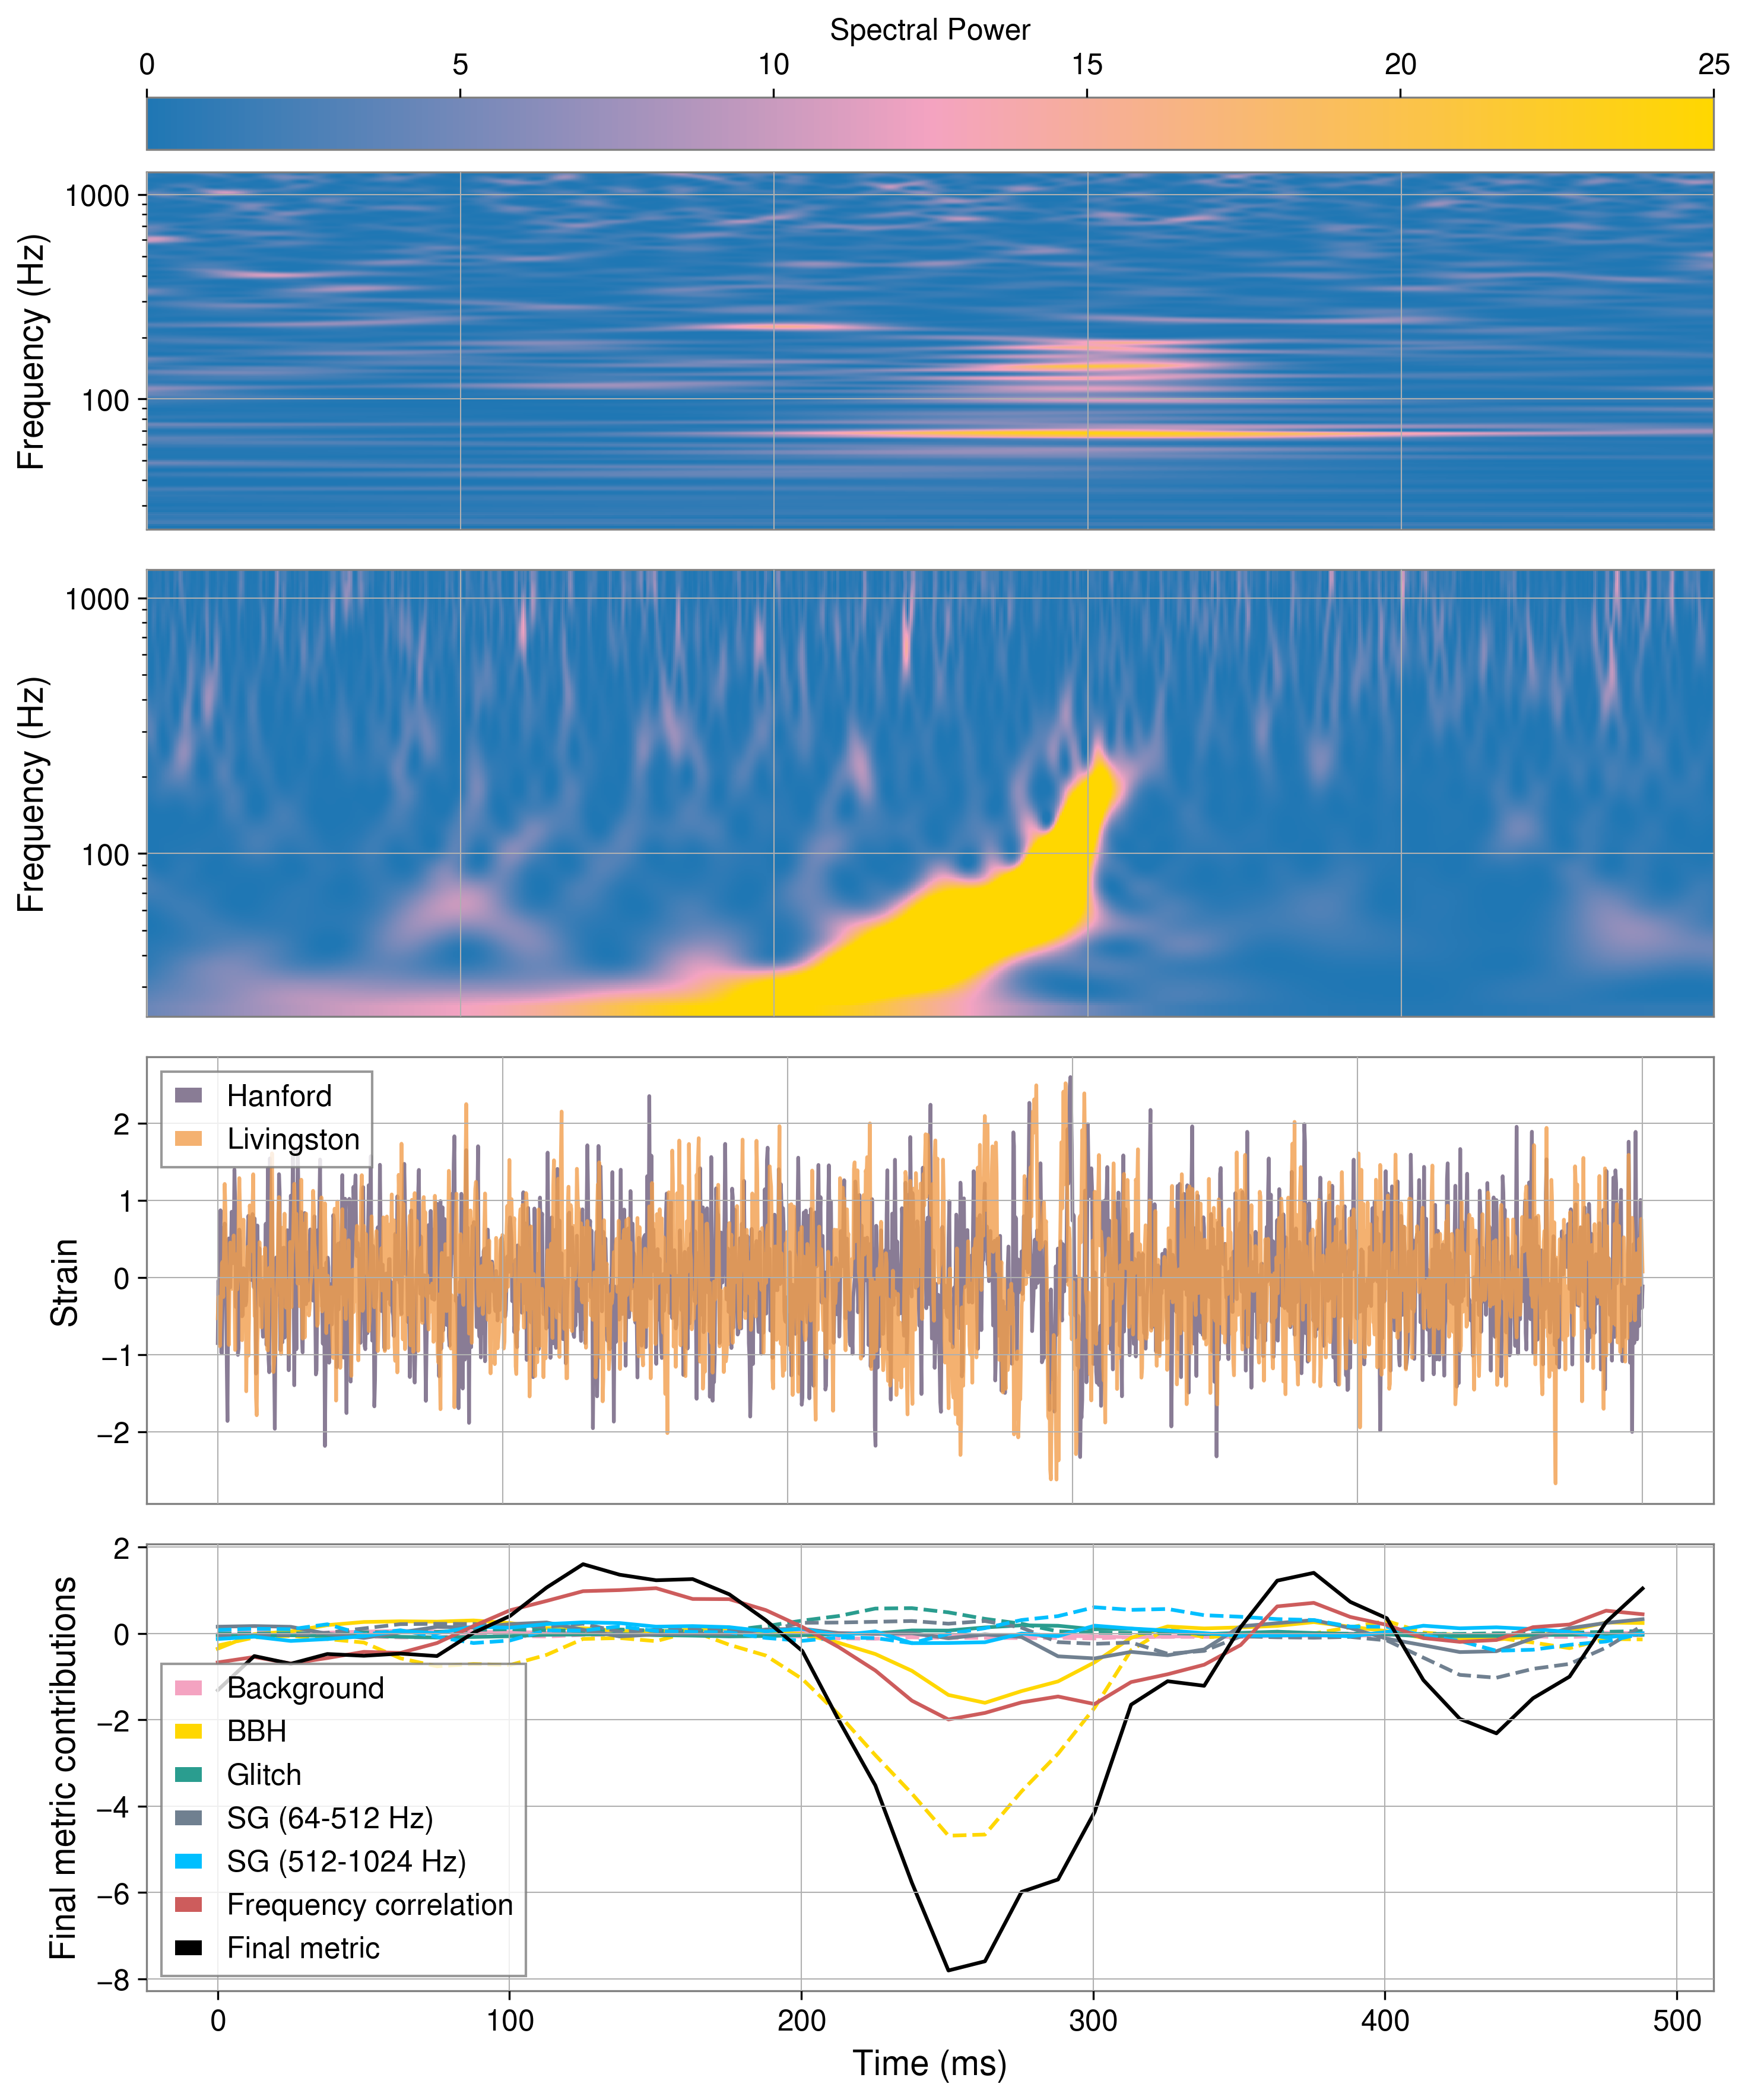 Spectral Power
0 5 10 15 20 25
1000
100
Frequency (Hz)
1000
100
Frequency (Hz)
Hanford
Livingston
2
1
0
−1
−2
Strain
2
0
−2
−4
−6
−8
Final metric contributions
Background
BBH
Glitch
SG (64-512 Hz)
SG (512-1024 Hz)
Frequency correlation
Final metric
0 100 200 300 400 500
Time (ms)